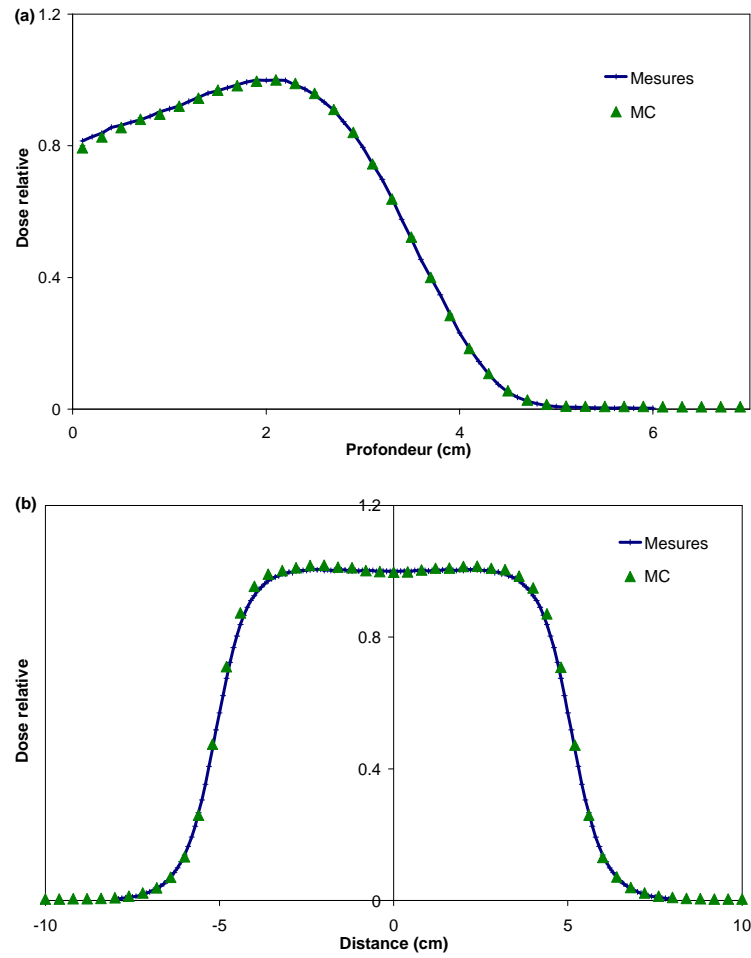 (a)
1.2
0.8
0.4
0
Dose relative
Mesures
MC
0
2
4
6
Profondeur (cm)
(b)
1.2
0.8
0.4
0
Dose relative
Mesures
MC
-10
-5
5
10
Distance (cm)